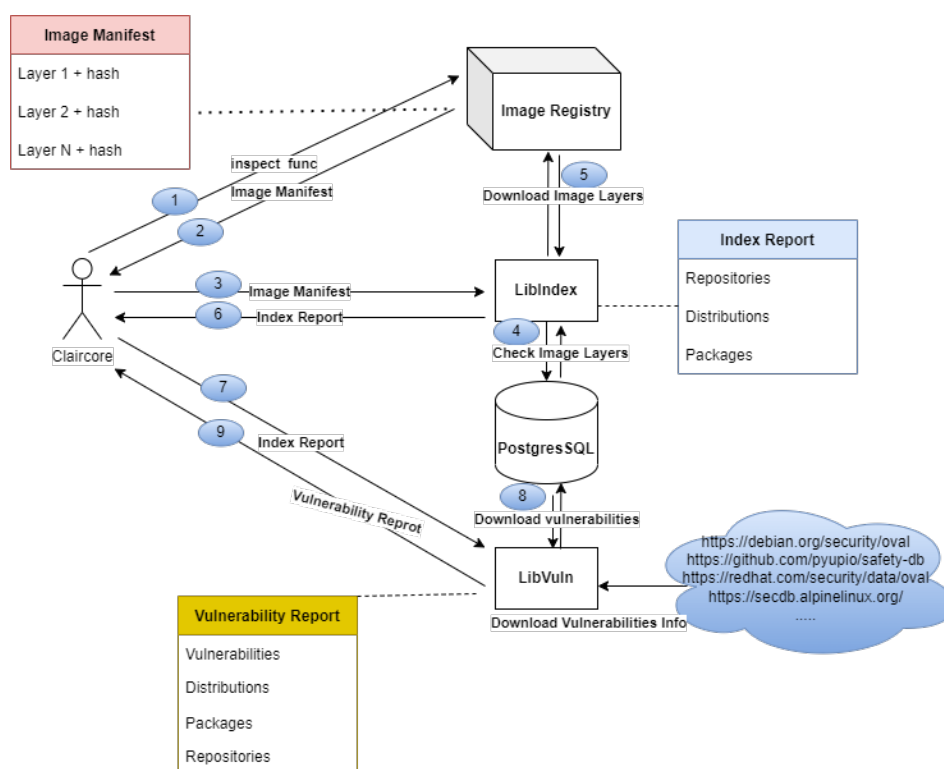 Image Manifest
Layer 1 + hash
Layer 2 + hash
Layer N + hash
Image Registry
inspect_func
1
Image Manifest
2
5
Download Image Layers
Index Report
Repositories
Distributions
Packages
Claircore
3
Image Manifest
6
Index Report
LibIndex
4
Check Image Layers
7
9
Index Report
Vulnerability Reprot
PostgresSQL
8
Download vulnerabilities
LibVuln
Download Vulnerabilities Info
https://debian.org/security/oval
https://github.com/pyupio/safety-db
https://redhat.com/security/data/oval
https://secdb.alpinelinux.org/
.....
Vulnerability Report
Vulnerabilities
Distributions
Packages
Repositories